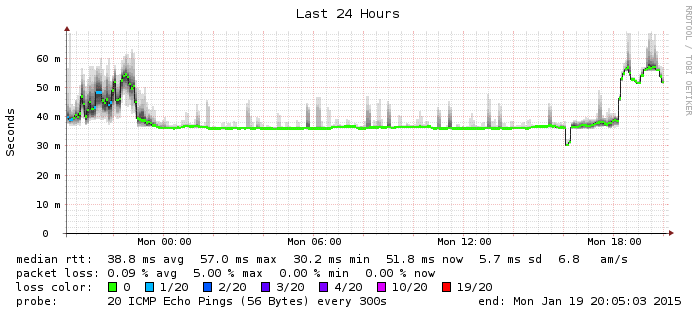 Last 24 Hours
RRDTOOL / TOBI OETIKER
Seconds
60 m
50 m
40 m
30 m
20 m
10 m
0
Mon 00:00 Mon 06:00 Mon 12:00 Mon 18:00
median rtt: 38.8 ms avg 57.0 ms max 30.2 ms min 51.8 ms now 5.7 ms sd 6.8 am/s
packet loss: 0.09 % avg 5.00 % max 0.00 % min 0.00 % now
loss color: 0 1/20 2/20 3/20 4/20 10/20 19/20
probe: 20 ICMP Echo Pings (56 Bytes) every 300s end: Mon Jan 19 20:05:03 2015